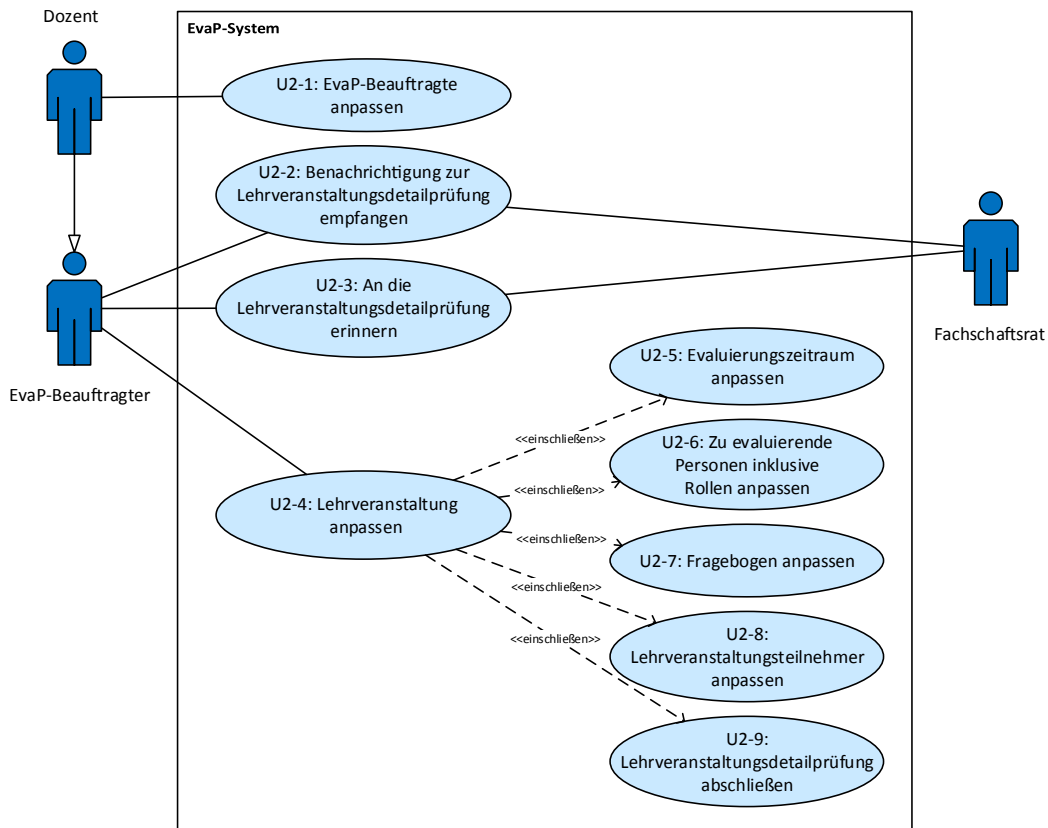 Dozent
EvaP-System
U2-1: EvaP-Beauftragte
anpassen
U2-2: Benachrichtigung zur
Lehrveranstaltungsdetailprüfung
empfangen
U2-3: An die
Lehrveranstaltungsdetailprüfung
erinnern
EvaP-Beauftragter
Fachschaftsrat
U2-5: Evaluierungszeitraum
anpassen
<<einschließen>>
U2-6: Zu evaluierende
Personen inklusive
Rollen anpassen
<<einschließen>>
U2-4: Lehrveranstaltung
anpassen
<<einschließen>>
U2-7: Fragebogen anpassen
<<einschließen>>
U2-8:
Lehrveranstaltungsteilnehmer
anpassen
<<einschließen>>
U2-9:
Lehrveranstaltungsdetailprüfung
abschließen